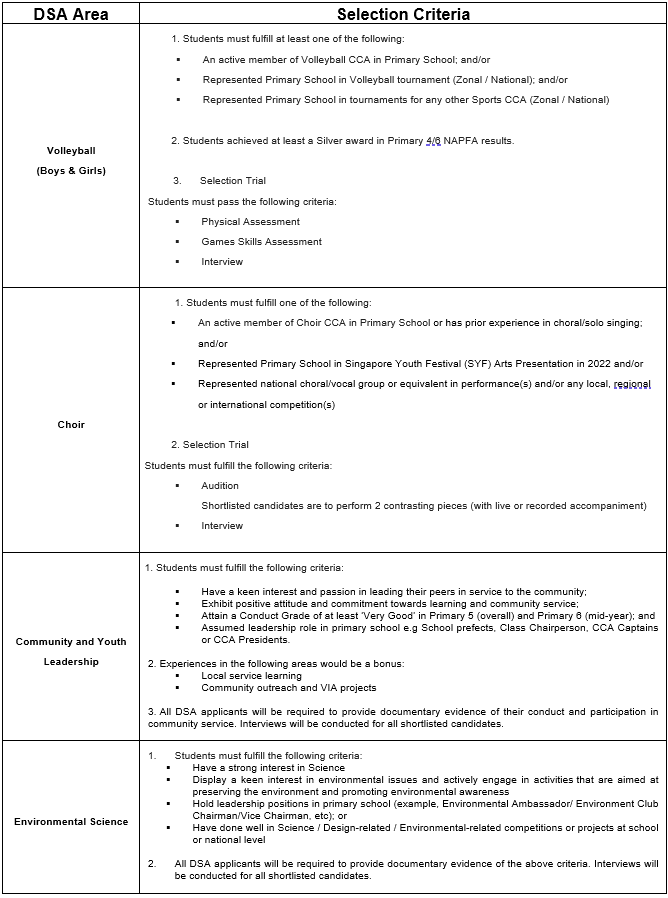 DSA Area
Selection Criteria
Volleyball
(Boys & Girls)
1. Students must fulfill at least one of the following:
▪ An active member of Volleyball CCA in Primary School; and/or
▪ Represented Primary School in Volleyball tournament (Zonal / National); and/or
▪ Represented Primary School in tournaments for any other Sports CCA (Zonal / National)
2. Students achieved at least a Silver award in Primary 4/6 NAPFA results.
3. Selection Trial
Students must pass the following criteria:
▪ Physical Assessment
▪ Games Skills Assessment
▪ Interview
Choir
1. Students must fulfill one of the following:
▪ An active member of Choir CCA in Primary School or has prior experience in choral/solo singing;
and/or
▪ Represented Primary School in Singapore Youth Festival (SYF) Arts Presentation in 2022 and/or
▪ Represented national choral/vocal group or equivalent in performance(s) and/or any local, regional
or international competition(s)
2. Selection Trial
Students must fulfill the following criteria:
▪ Audition
Shortlisted candidates are to perform 2 contrasting pieces (with live or recorded accompaniment)
▪ Interview
Community and Youth
Leadership
1. Students must fulfill the following criteria:
▪ Have a keen interest and passion in leading their peers in service to the community;
▪ Exhibit positive attitude and commitment towards learning and community service;
▪ Attain a Conduct Grade of at least 'Very Good' in Primary 5 (overall) and Primary 6 (mid-year); and
▪ Assumed leadership role in primary school e.g School prefects, Class Chairperson, CCA Captains
or CCA Presidents.
2. Experiences in the following areas would be a bonus:
▪ Local service learning
▪ Community outreach and VIA projects
3. All DSA applicants will be required to provide documentary evidence of their conduct and participation in
community service. Interviews will be conducted for all shortlisted candidates.
Environmental Science
1. Students must fulfill the following criteria:
▪ Have a strong interest in Science
▪ Display a keen interest in environmental issues and actively engage in activities that are aimed at
preserving the environment and promoting environmental awareness
▪ Hold leadership positions in primary school (example, Environmental Ambassador/ Environment Club
Chairman/Vice Chairman, etc); or
▪ Have done well in Science / Design-related / Environmental-related competitions or projects at school
or national level
2. All DSA applicants will be required to provide documentary evidence of the above criteria. Interviews will
be conducted for all shortlisted candidates.